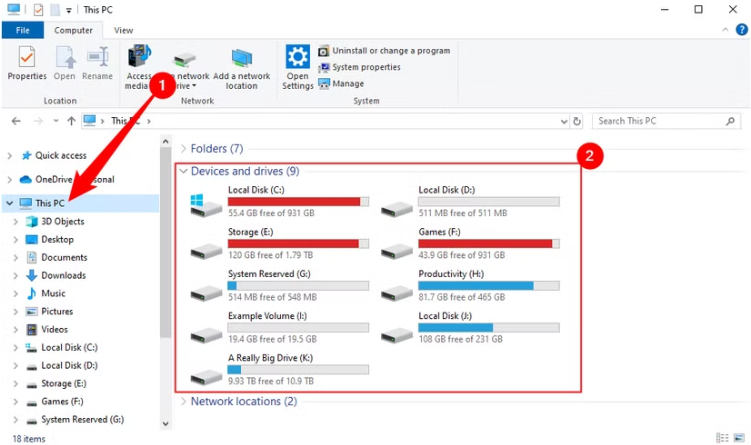 This PC
File
Computer
View
Properties
Open
Rename
Access
media
network
drive
Add a network
location
Open
Settings
Uninstall or change a program
System properties
Manage
Location
Network
System
1
This PC
Search This PC
Quick access
OneDrive
This PC
3D Objects
Desktop
Documents
Downloads
Music
Pictures
Videos
Local Disk (C:)
Local Disk (D:)
Storage (E:)
Games (F:)
System Reserved (G:)
Folders (7)
2
Devices and drives (9)
Local Disk (C:)
55.4 GB free of 931 GB
Local Disk (D:)
511 MB free of 511 MB
Storage (E:)
120 GB free of 1.79 TB
Games (F:)
43.9 GB free of 931 GB
System Reserved (G:)
514 MB free of 548 MB
Productivity (H:)
81.7 GB free of 465 GB
Example Volume (I:)
19.4 GB free of 19.5 GB
Local Disk (J:)
108 GB free of 231 GB
A Really Big Drive (K:)
9.93 TB free of 10.9 TB
Network locations (2)
18 items